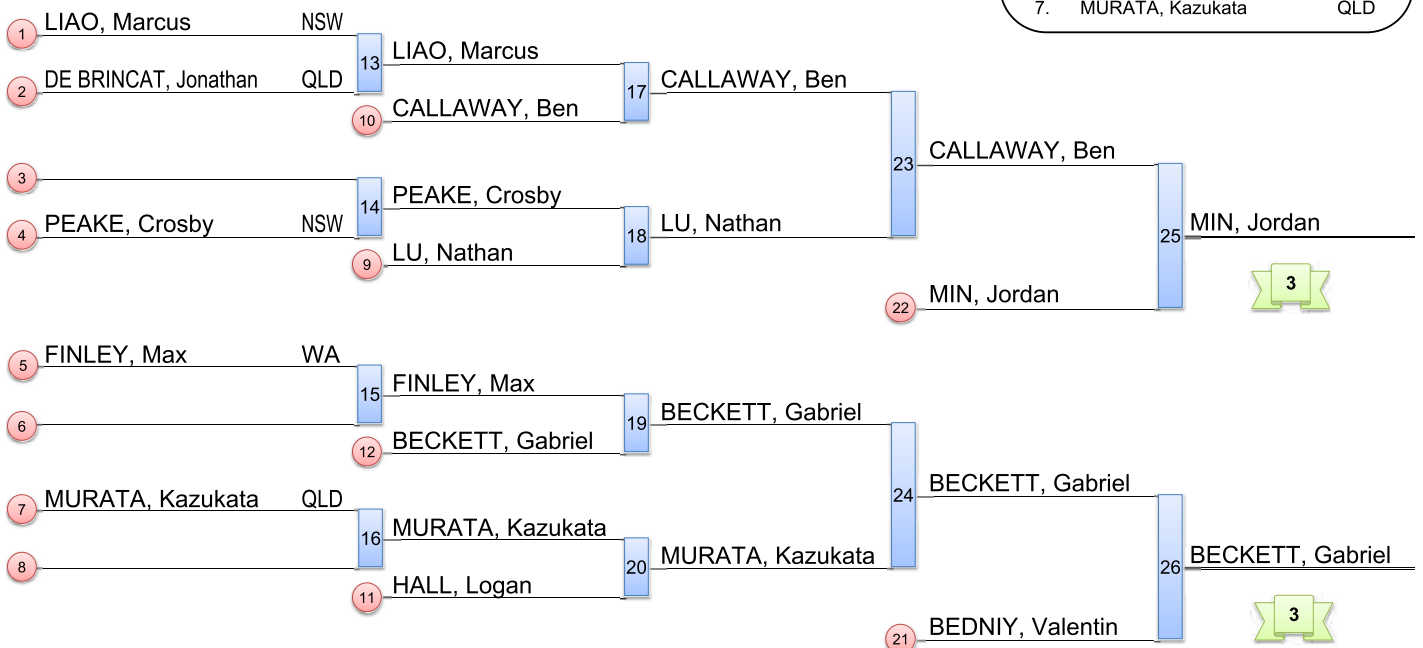 7. MURATA, Kazukata QLD
1 LIAO, Marcus NSW
13 LIAO, Marcus
2 DE BRINCAT, Jonathan QLD
17 CALLAWAY, Ben
10 CALLAWAY, Ben
23 CALLAWAY, Ben
3
14 PEAKE, Crosby
4 PEAKE, Crosby NSW
18 LU, Nathan
9 LU, Nathan
25 MIN, Jordan
3
22 MIN, Jordan
5 FINLEY, Max WA
15 FINLEY, Max
6
19 BECKETT, Gabriel
12 BECKETT, Gabriel
24 BECKETT, Gabriel
7 MURATA, Kazukata QLD
16 MURATA, Kazukata
8
20 MURATA, Kazukata
11 HALL, Logan
26 BECKETT, Gabriel
3
21 BEDNIY, Valentin